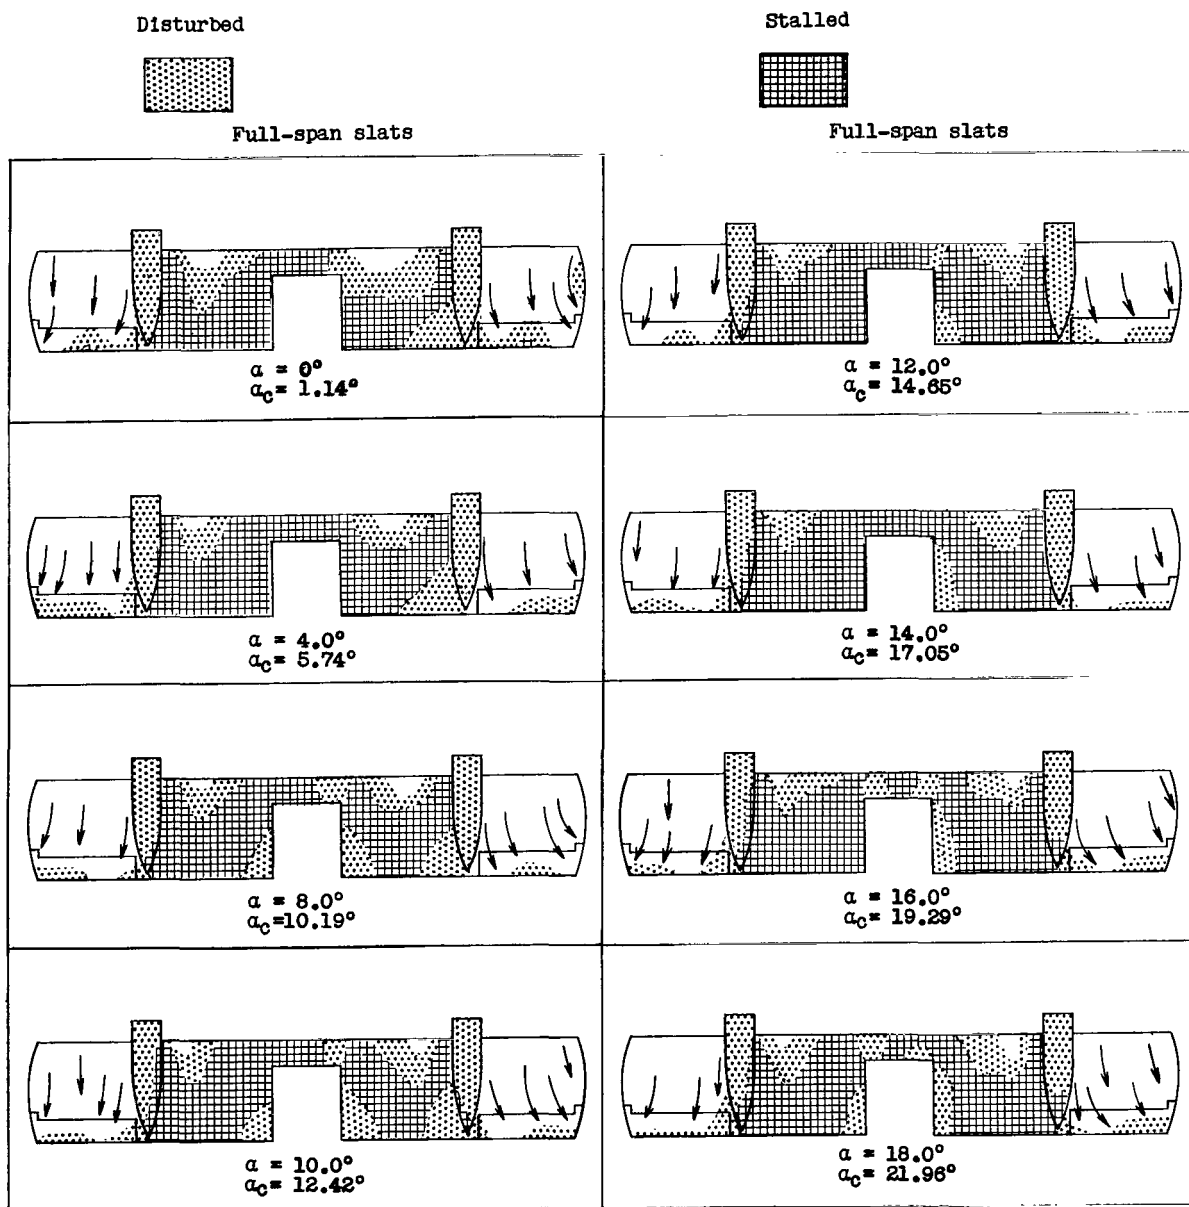 Disturbed
Stalled
Full-span slats
Full-span slats
α = 0°
αc= 1.14°
α = 12.0°
αc= 14.65°
α = 4.0°
αc= 5.74°
α = 14.0°
αc= 17.05°
α = 8.0°
αc=10.19°
α = 16.0°
αc= 19.29°
α = 10.0°
αc= 12.42°
α = 18.0°
αc= 21.96°